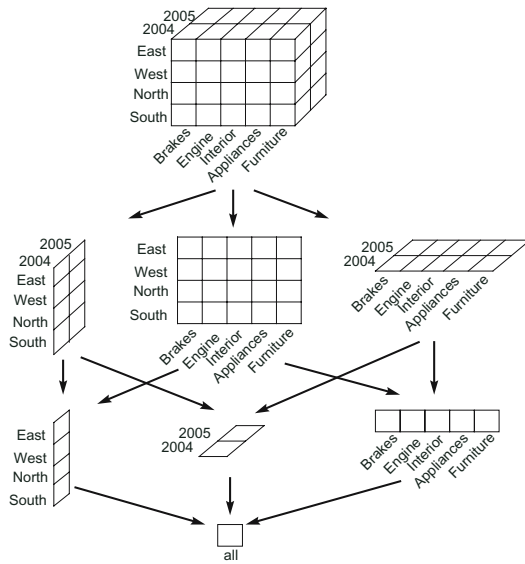 2005
2004
East
West
North
South
Brakes
Engine
Interior
Appliances
Furniture
2005
2004
East
West
North
South
East
West
North
South
Brakes
Engine
Interior
Appliances
Furniture
2005
2004
Brakes
Engine
Interior
Appliances
Furniture
East
West
North
South
2005
2004
Brakes
Engine
Interior
Appliances
Furniture
all